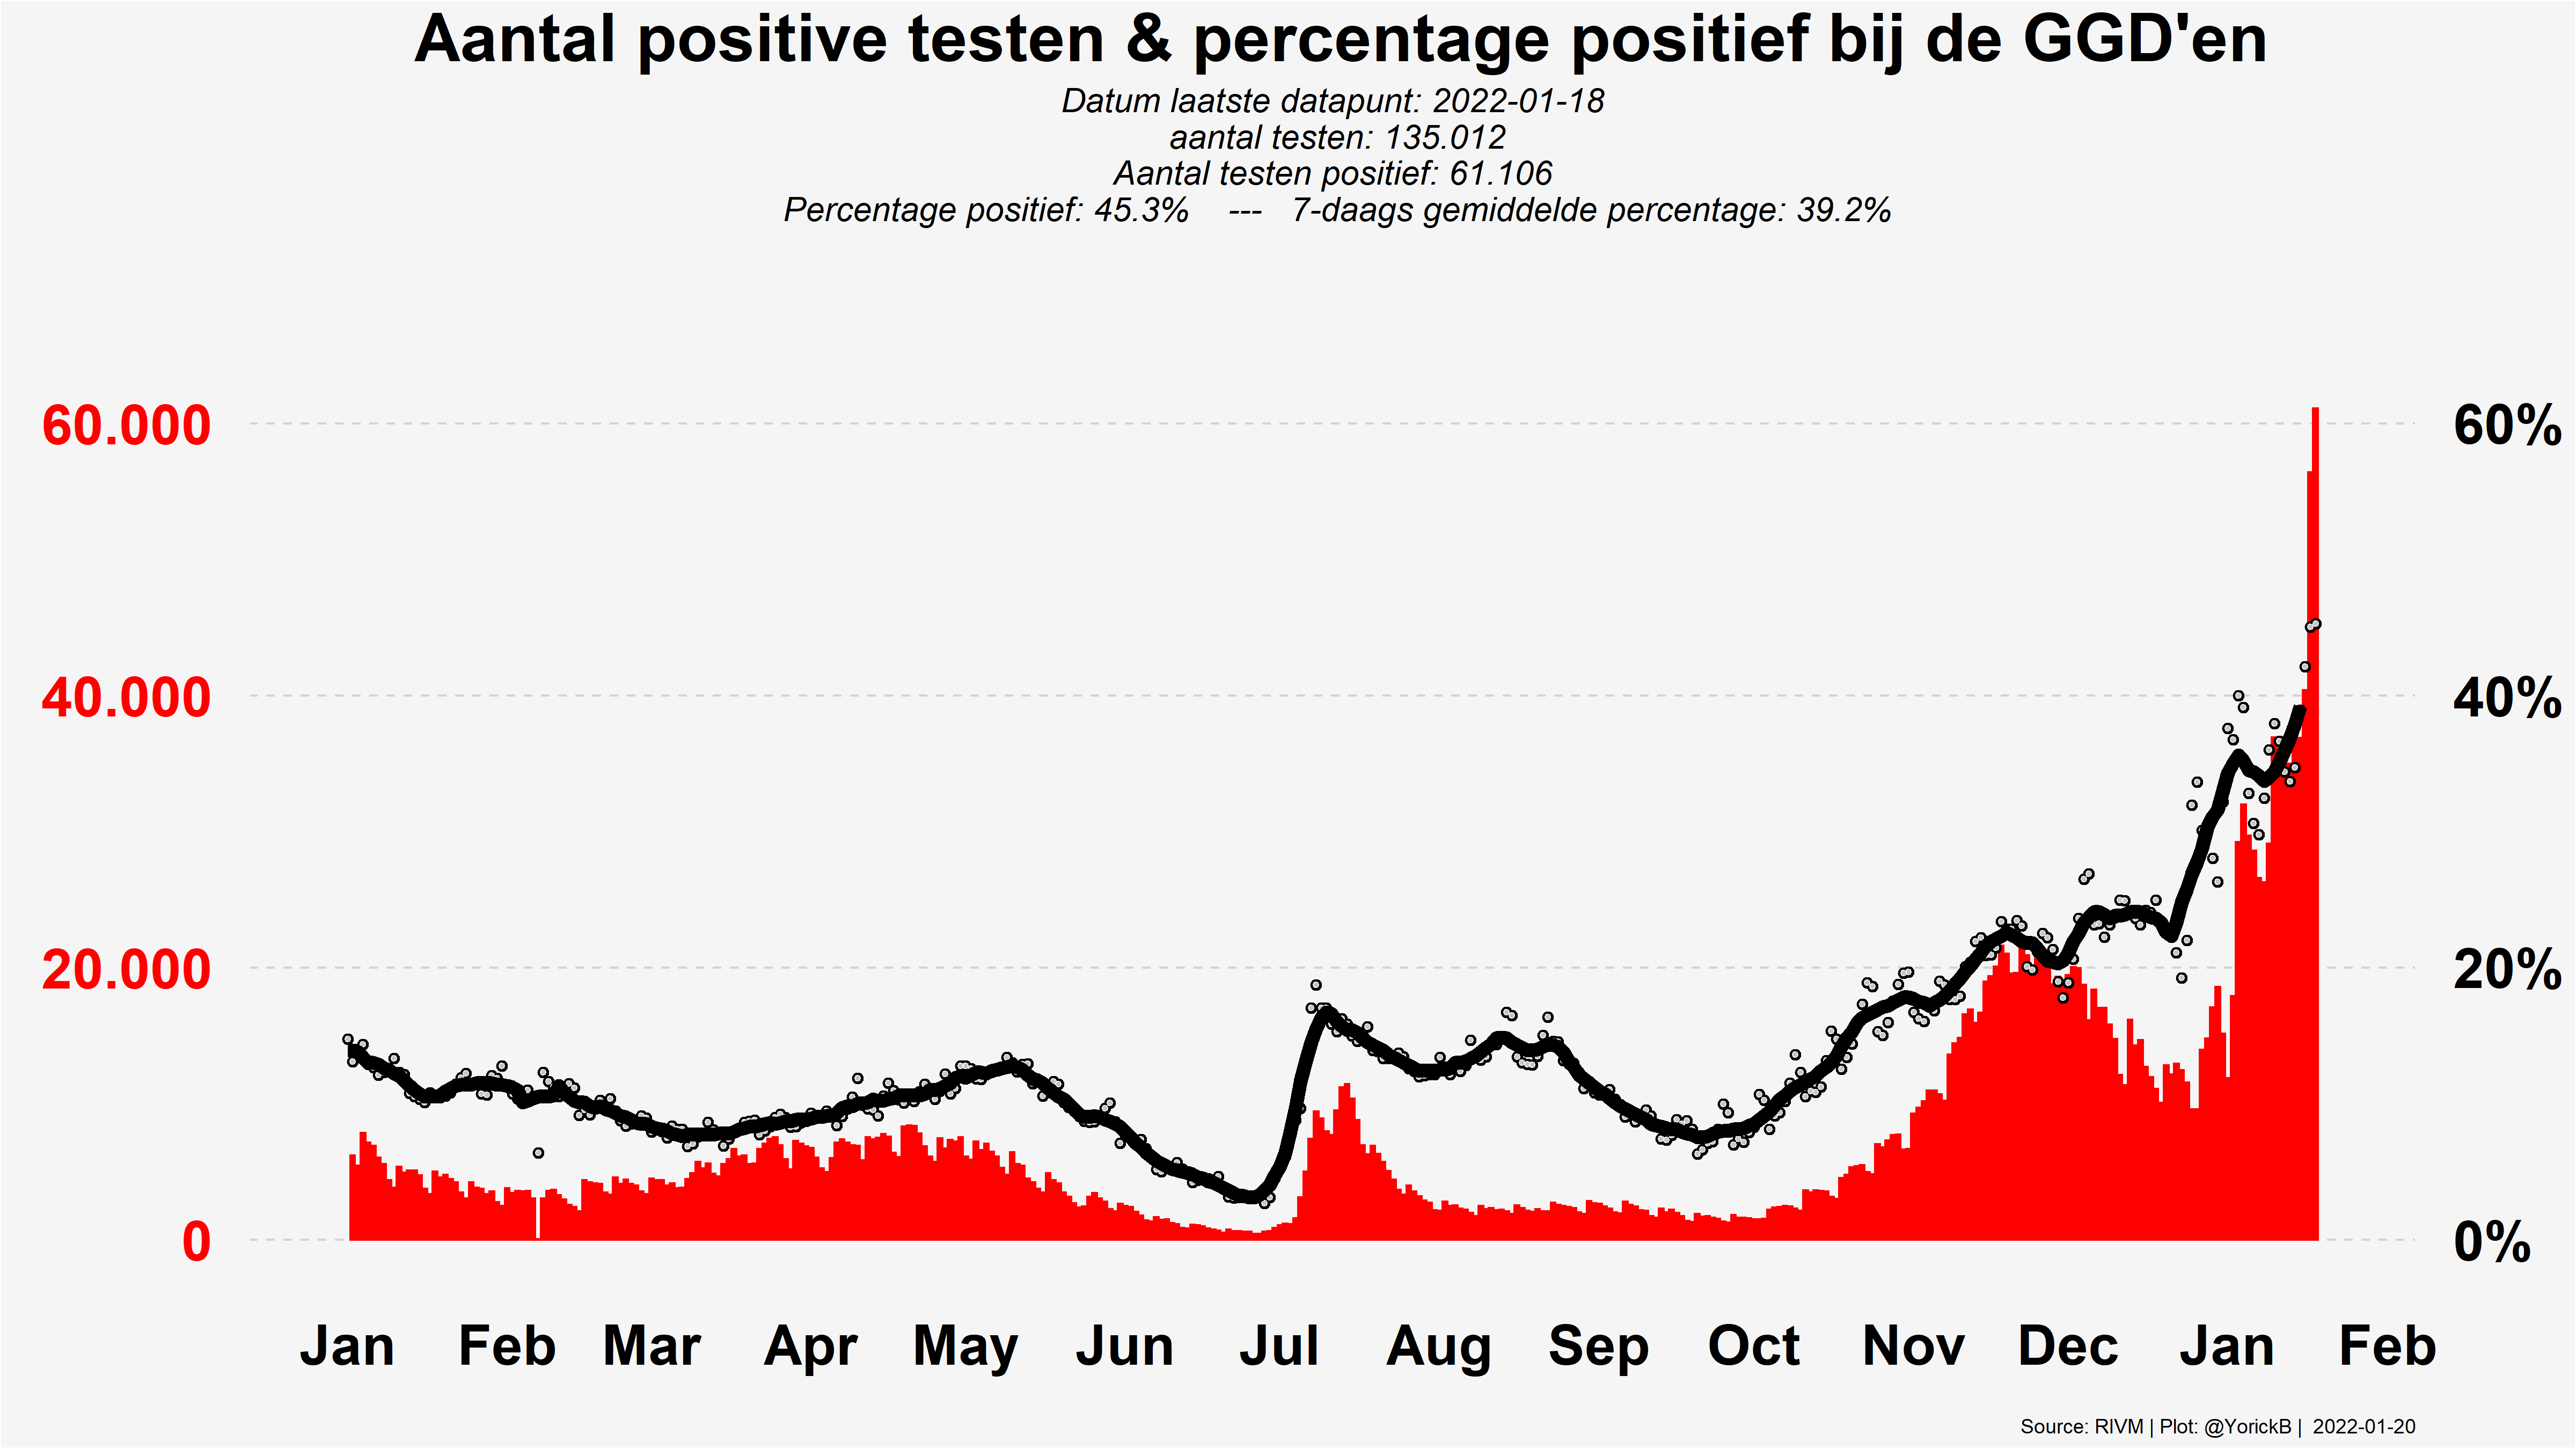 Aantal positive testen & percentage positief bij de GGD'en
Datum laatste datapunt: 2022-01-18
aantal testen: 135.012
Aantal testen positief: 61.106
Percentage positief: 45.3% --- 7-daags gemiddelde percentage: 39.2%
60.000 60%
40.000 40%
20.000 20%
0 0%
Jan Feb Mar Apr May Jun Jul Aug Sep Oct Nov Dec Jan Feb
Source: RIVM | Plot: @YorickB | 2022-01-20